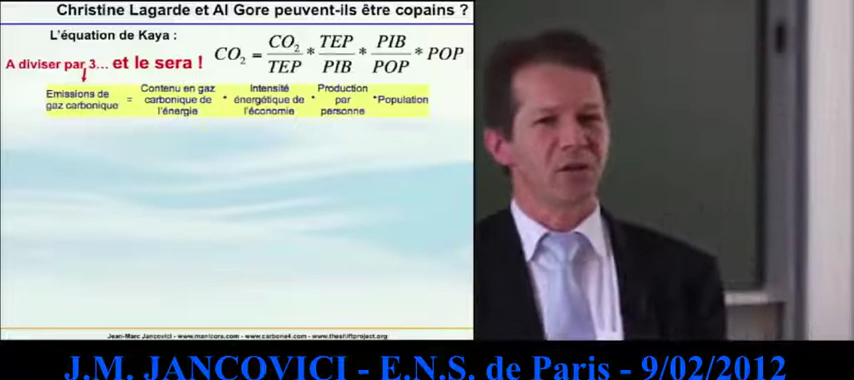 Christine Lagarde et Al Gore peuvent-ils être copains ?
L'équation de Kaya :
A diviser par 3... et le sera !
CO₂ = CO₂/TEP * TEP/PIB * PIB/POP * POP
Emissions de gaz carbonique = Contenu en gaz carbonique de l'énergie * Intensité énergétique de l'économie * Production par personne * Population
Jean-Marc Jancovici - www.manicore.com - www.carbone4.com - www.theshiftproject.org
J.M. JANCOVICI - E.N.S. de Paris - 9/02/2012